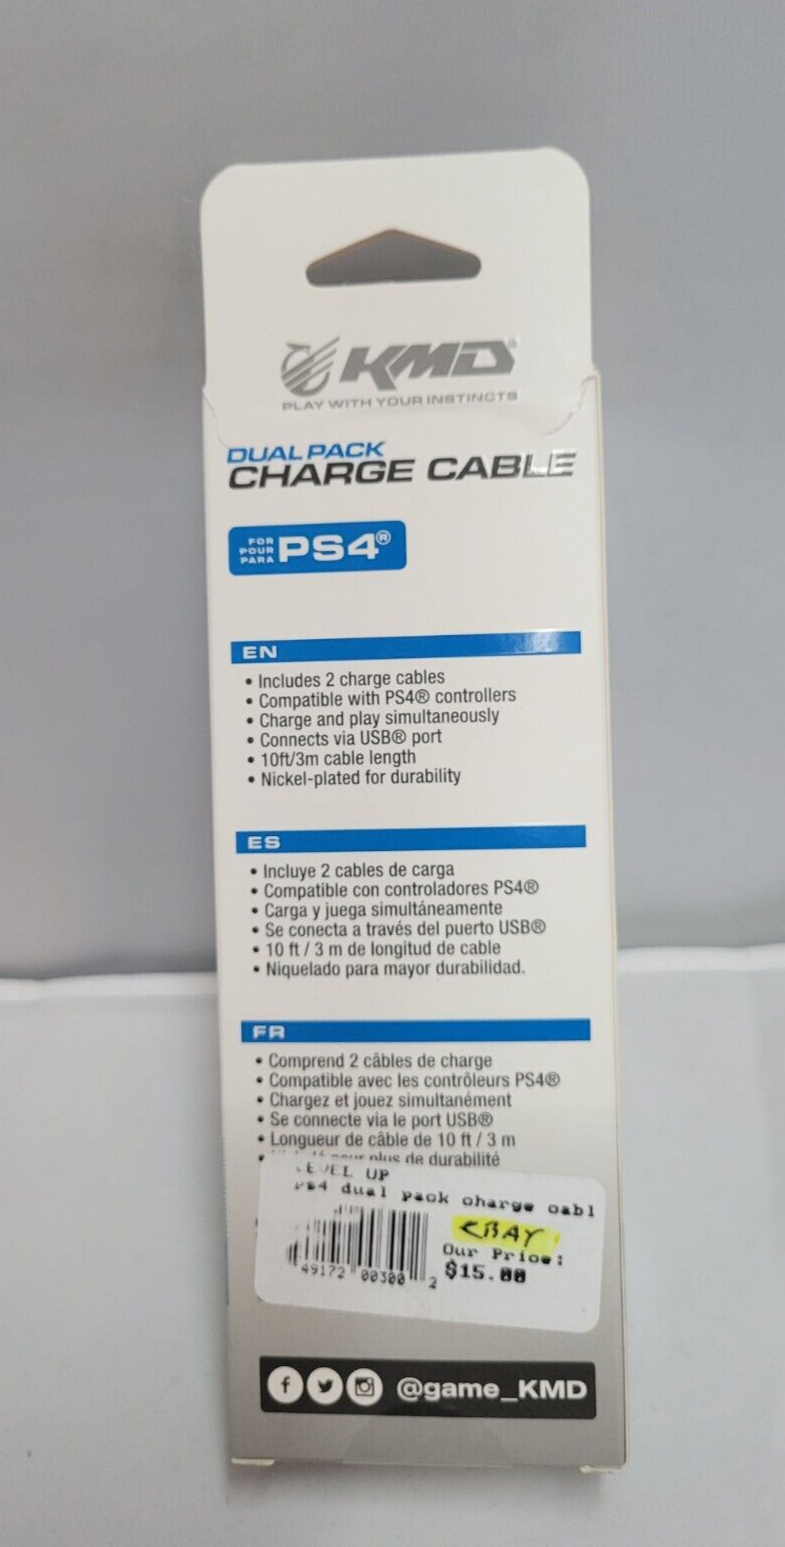 KMD®
PLAY WITH YOUR INSTINCTS
DUAL PACK
CHARGE CABLE
FOR
POUR
PARA
PS4®
EN
• Includes 2 charge cables
• Compatible with PS4® controllers
• Charge and play simultaneously
• Connects via USB® port
• 10ft/3m cable length
• Nickel-plated for durability
ES
• Incluye 2 cables de carga
• Compatible con controladores PS4®
• Carga y juega simultáneamente
• Se conecta a través del puerto USB®
• 10 ft / 3 m de longitud de cable
• Niquelado para mayor durabilidad.
FR
• Comprend 2 câbles de charge
• Compatible avec les contrôleurs PS4®
• Chargez et jouez simultanément
• Se connecte via le port USB®
• Longueur de câble de 10 ft / 3 m
• pour plus de durabilité
LEVEL UP
Ps4 dual pack charge cabl
EBAY
Our Price:
$15.00
49172 00300 2
@game_KMD